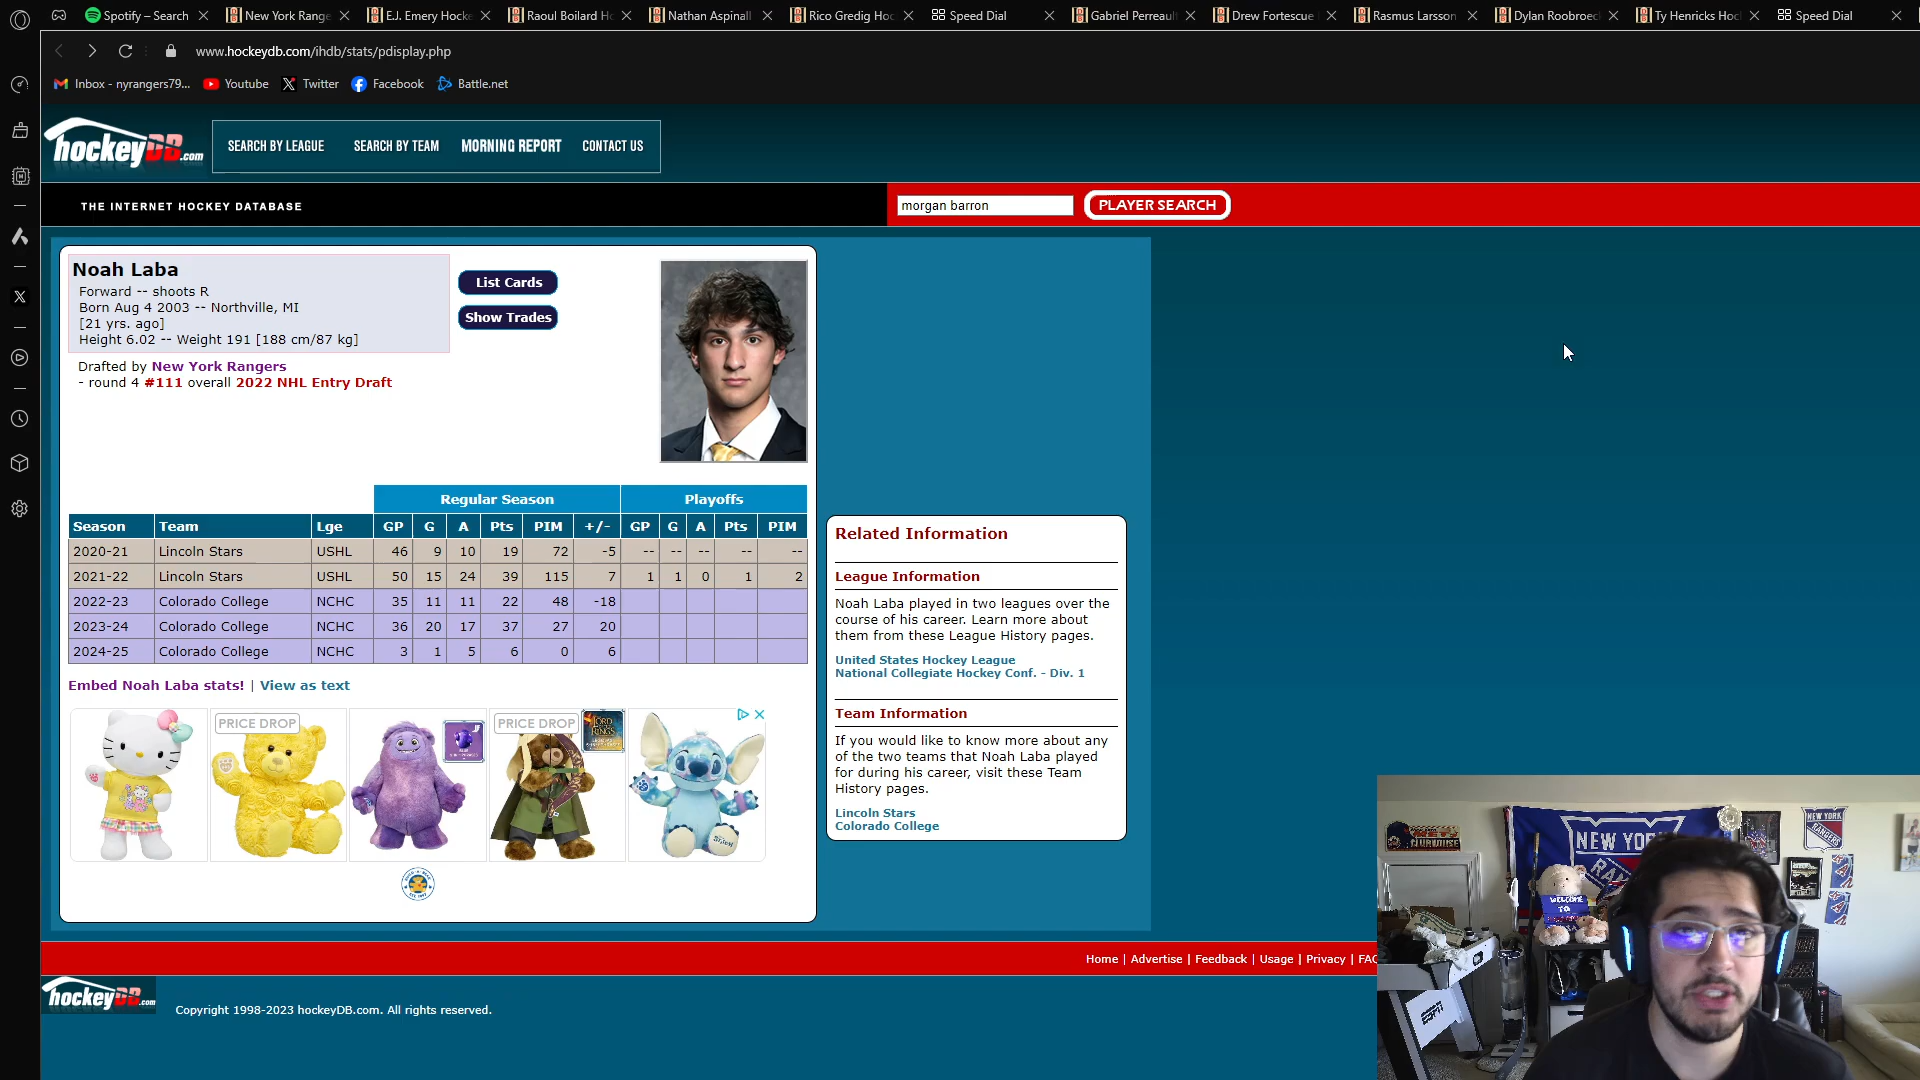 Spotify – Search
New York Range
E.J. Emery Hocke
Raoul Boilard Ho
Nathan Aspinall
Rico Gredig Hoc
Speed Dial
Gabriel Perreault
Drew Fortescue
Rasmus Larsson
Dylan Roobroec
Ty Henricks Hoc
Speed Dial
www.hockeydb.com/ihdb/stats/pdisplay.php
Inbox - nyrangers79...
Youtube
Twitter
Facebook
Battle.net
hockeyDB.com
SEARCH BY LEAGUE
SEARCH BY TEAM
MORNING REPORT
CONTACT US
THE INTERNET HOCKEY DATABASE
morgan barron
PLAYER SEARCH
Noah Laba
Forward -- shoots R
Born Aug 4 2003 -- Northville, MI
[21 yrs. ago]
Height 6.02 -- Weight 191 [188 cm/87 kg]
List Cards
Show Trades
Drafted by New York Rangers
- round 4 #111 overall 2022 NHL Entry Draft
Regular Season Playoffs
Season Team Lge GP G A Pts PIM +/- GP G A Pts PIM
2020-21 Lincoln Stars USHL 46 9 10 19 72 -5 -- -- -- -- --
2021-22 Lincoln Stars USHL 50 15 24 39 115 7 1 1 0 1 2
2022-23 Colorado College NCHC 35 11 11 22 48 -18
2023-24 Colorado College NCHC 36 20 17 37 27 20
2024-25 Colorado College NCHC 3 1 5 6 0 6
Embed Noah Laba stats! | View as text
PRICE DROP
PRICE DROP
Related Information
League Information
Noah Laba played in two leagues over the
course of his career. Learn more about
them from these League History pages.
United States Hockey League
National Collegiate Hockey Conf. - Div. 1
Team Information
If you would like to know more about any
of the two teams that Noah Laba played
for during his career, visit these Team
History pages.
Lincoln Stars
Colorado College
Home | Advertise | Feedback | Usage | Privacy | FAQ
hockeyDB.com
Copyright 1998-2023 hockeyDB.com. All rights reserved.
NEW YO
RAN
NEW YORK
RANGERS
CLUBHOUSE
WELCOME
TO
ESPN